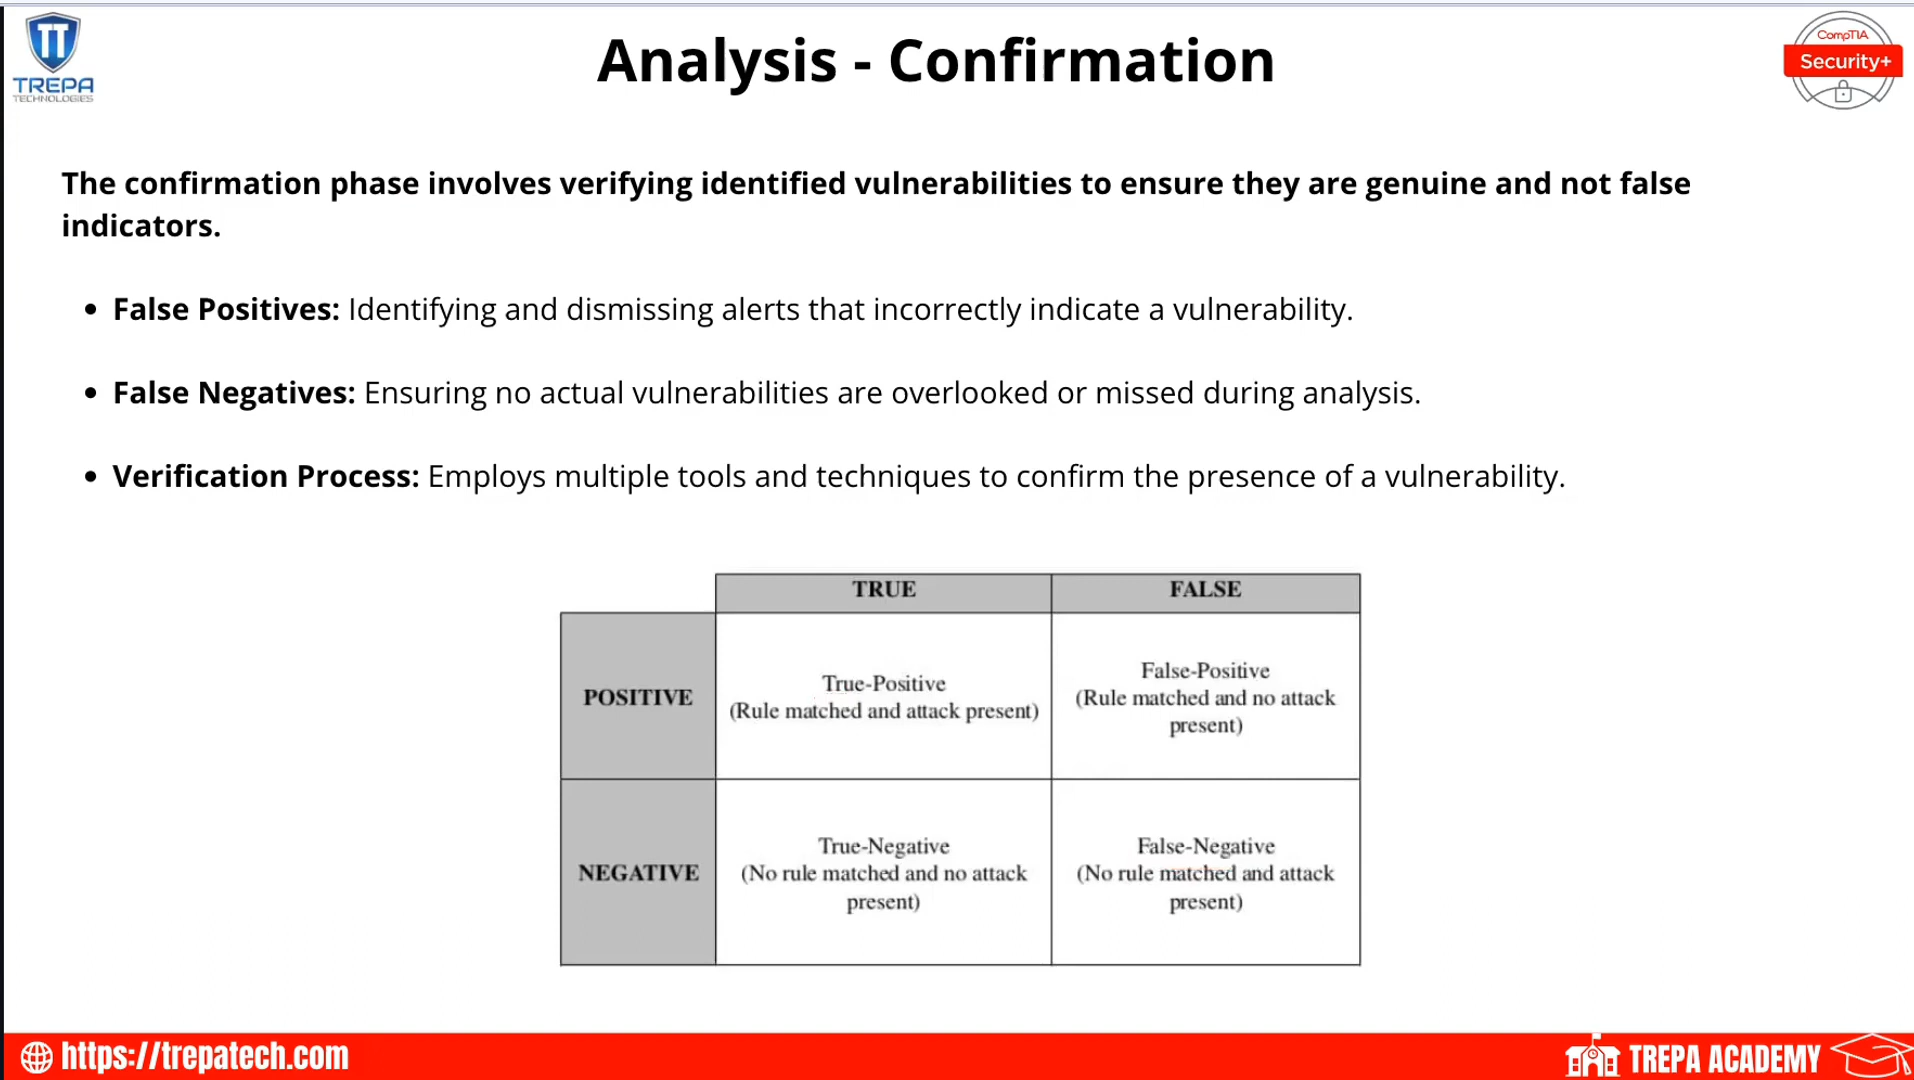 TREPA
TECHNOLOGIES
Analysis - Confirmation
CompTIA
Security+
The confirmation phase involves verifying identified vulnerabilities to ensure they are genuine and not false
indicators.
• False Positives: Identifying and dismissing alerts that incorrectly indicate a vulnerability.
• False Negatives: Ensuring no actual vulnerabilities are overlooked or missed during analysis.
• Verification Process: Employs multiple tools and techniques to confirm the presence of a vulnerability.
TRUE
FALSE
POSITIVE
True-Positive
(Rule matched and attack present)
False-Positive
(Rule matched and no attack
present)
NEGATIVE
True-Negative
(No rule matched and no attack
present)
False-Negative
(No rule matched and attack
present)
https://trepatech.com
TREPA ACADEMY